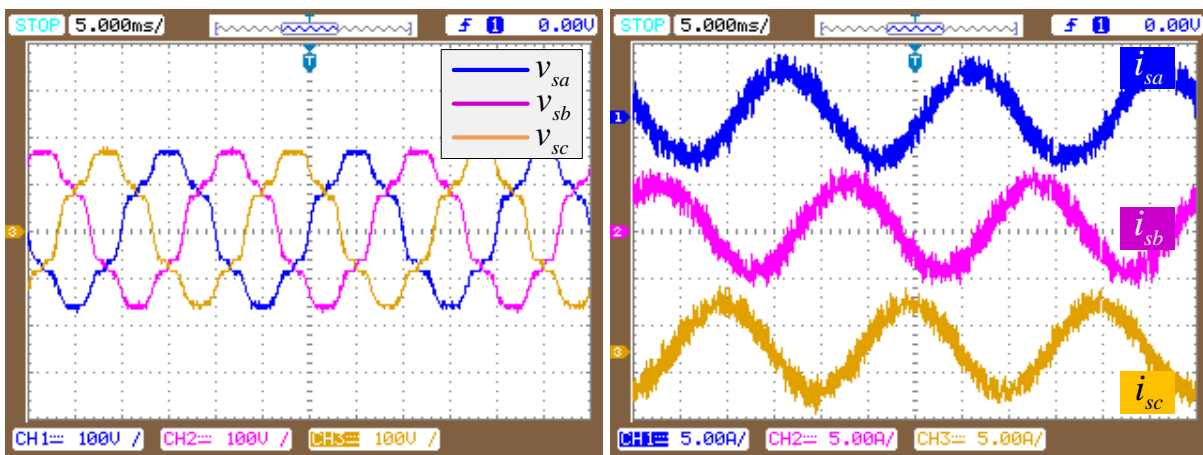 STOP 5.000ms/ T 1 0.00V
T
v_sa
v_sb
v_sc
3
CH1 100V / CH2 100V / CH3 100V /
STOP 5.000ms/ T 1 0.00V
T
i_sa
1
2
i_sb
3
i_sc
CH1 5.00A/ CH2 5.00A/ CH3 5.00A/